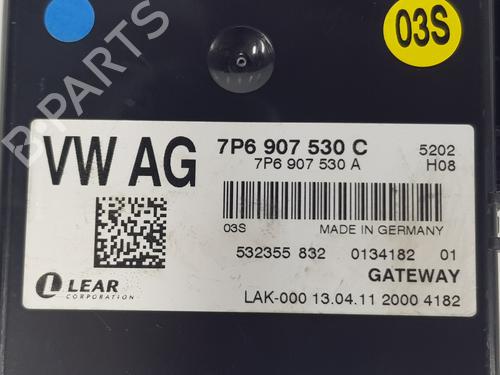 03S
B-PARTS
VW AG
7P6 907 530 C
5202
7P6 907 530 A
H08
03S
MADE IN GERMANY
532355 832
0134182
01
GATEWAY
LEAR
CORPORATION
LAK-000 13.04.11 2000 4182